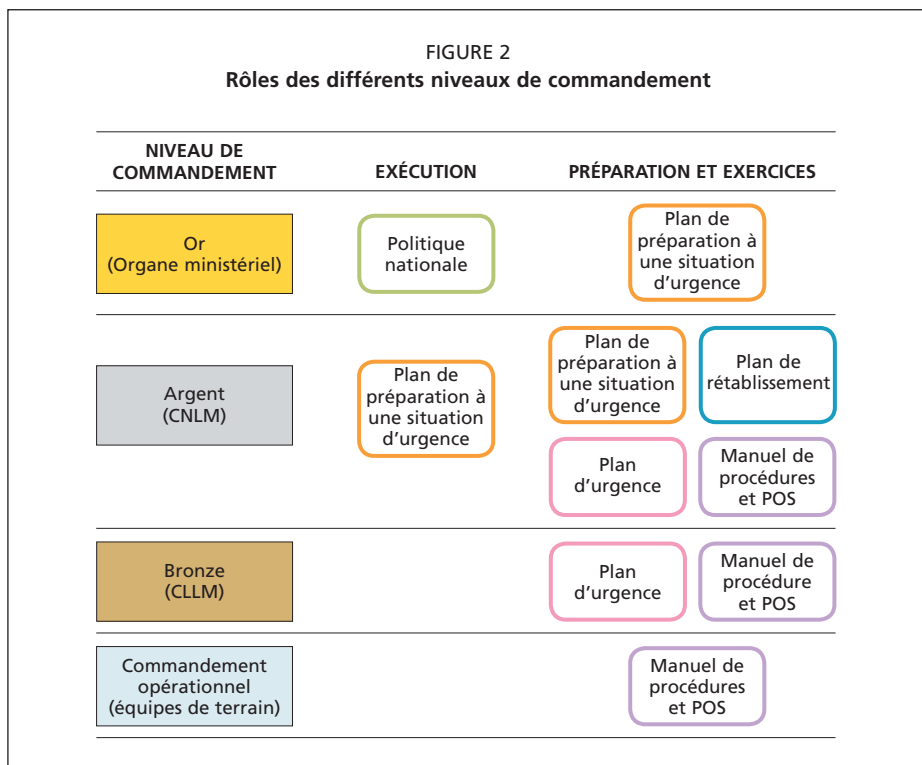 FIGURE 2
Rôles des différents niveaux de commandement
NIVEAU DE
COMMANDEMENT
EXÉCUTION
PRÉPARATION ET EXERCICES
Or
(Organe ministériel)
Politique
nationale
Plan de
préparation à
une situation
d'urgence
Argent
(CNLM)
Plan de
préparation à
une situation
d'urgence
Plan de
préparation à
une situation
d'urgence
Plan de
rétablissement
Plan
d'urgence
Manuel de
procédures
et POS
Bronze
(CLLM)
Plan
d'urgence
Manuel de
procédure
et POS
Commandement
opérationnel
(équipes de terrain)
Manuel de
procédures
et POS